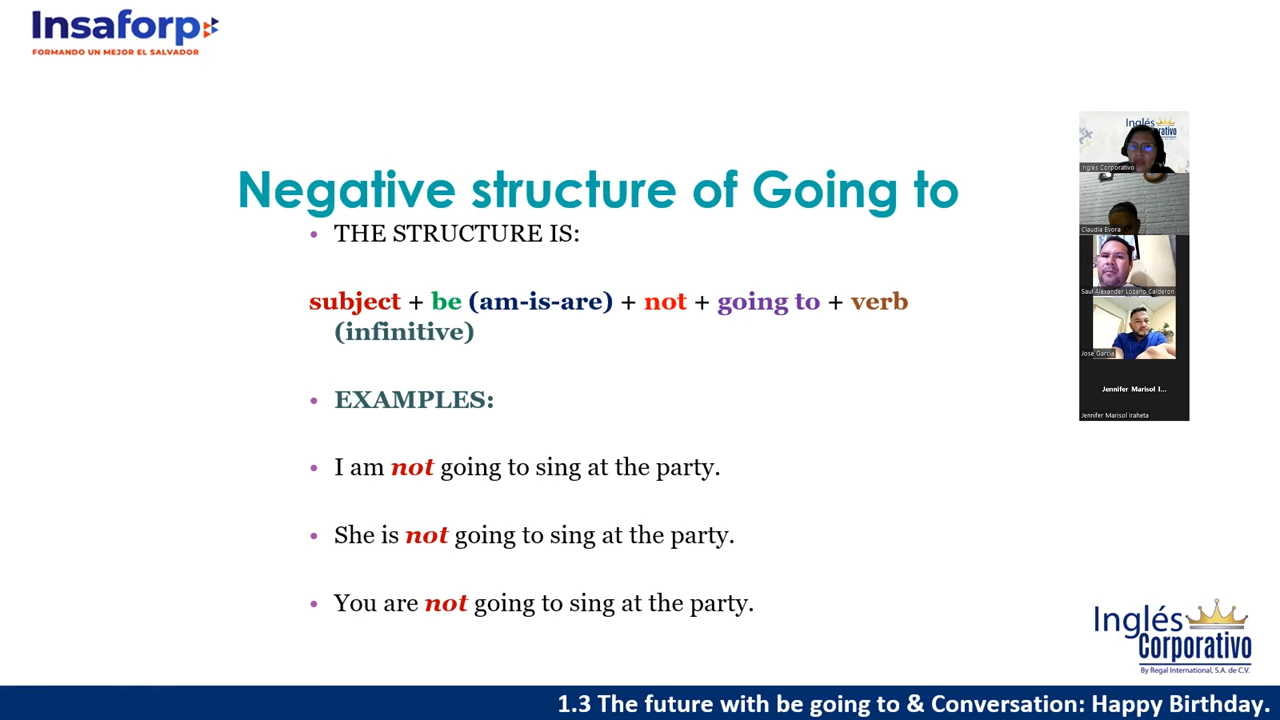 Insaforp
FORMANDO UN MEJOR EL SALVADOR
Negative structure of Going to
• THE STRUCTURE IS:
subject + be (am-is-are) + not + going to + verb
(infinitive)
• EXAMPLES:
• I am not going to sing at the party.
• She is not going to sing at the party.
• You are not going to sing at the party.
Inglés
Ingles Corporativo
Claudia Evora
Saul Alexander Lozano Calderon
Jose Garcia
Jennifer Marisol I...
Jennifer Marisol Iraheta
Inglés
Corporativo
By Regal International, S.A. de C.V.
1.3 The future with be going to & Conversation: Happy Birthday.